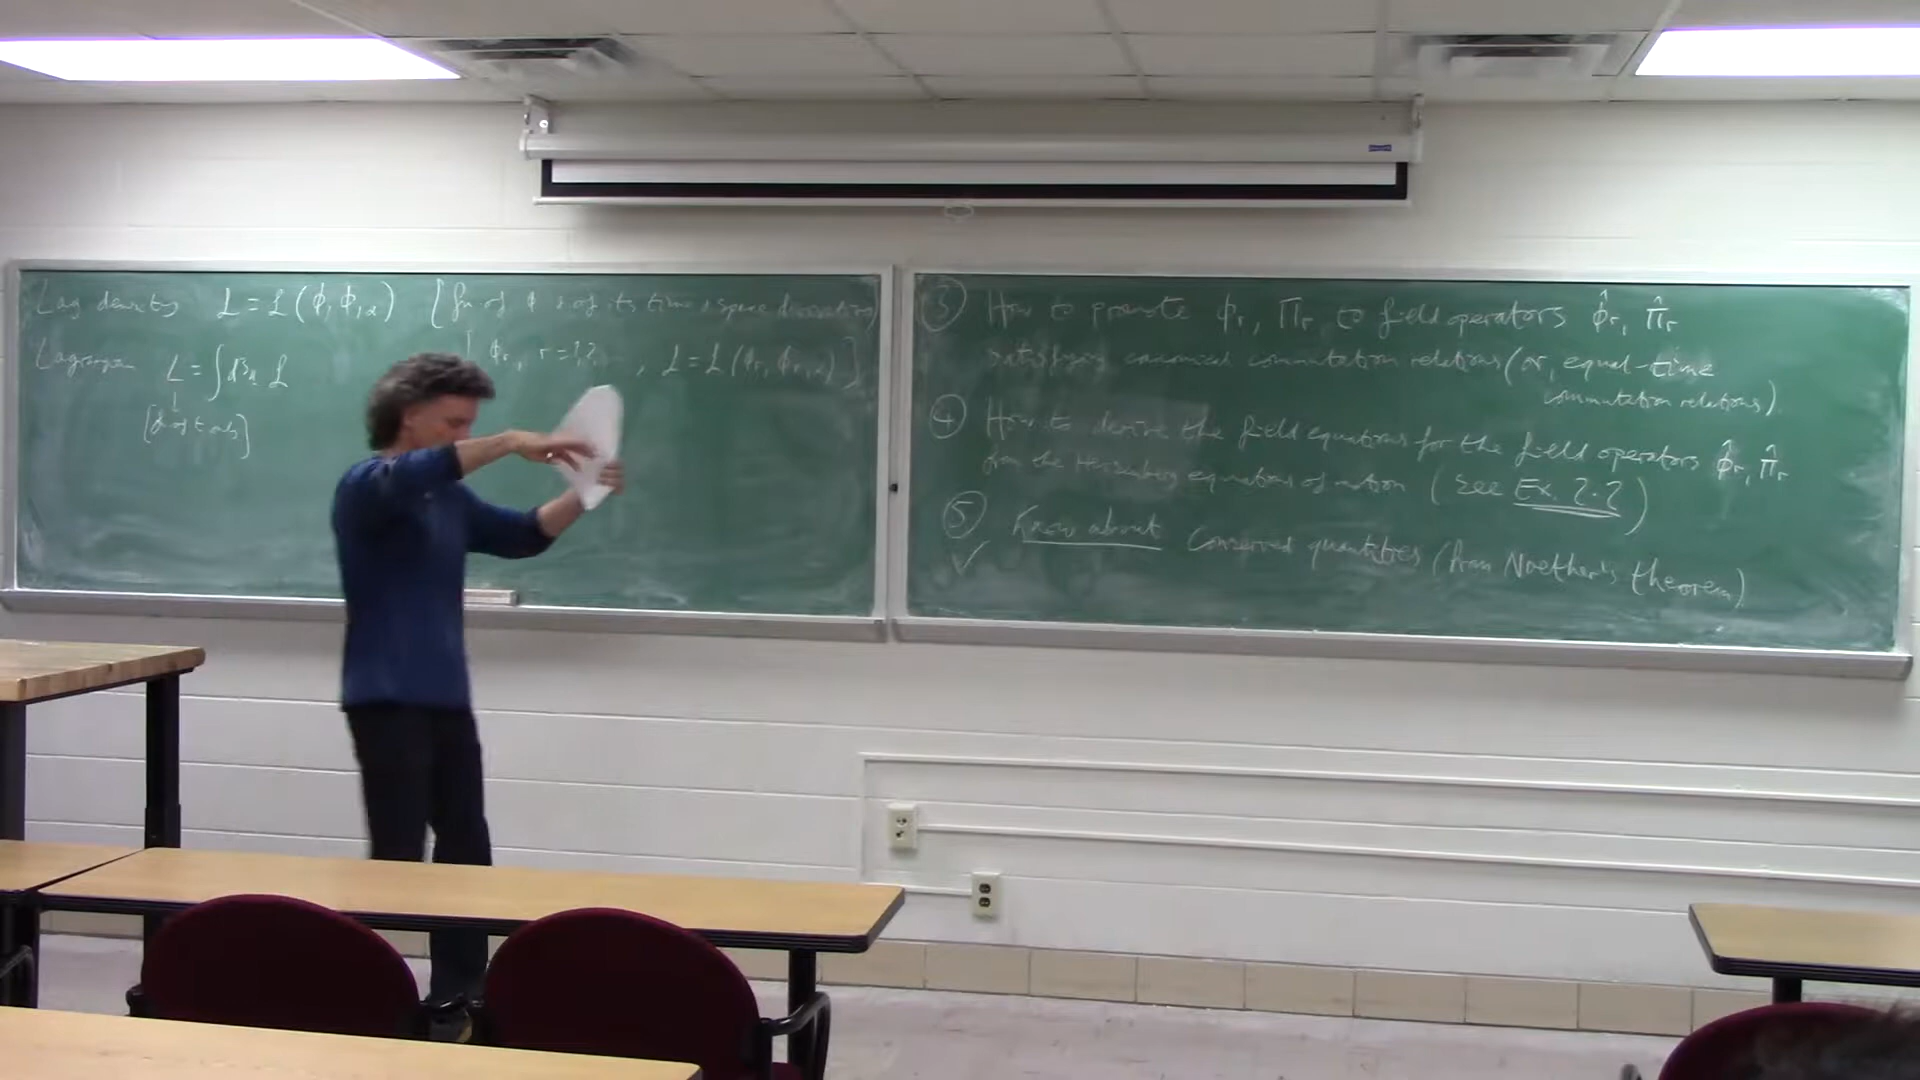 Lag density L = L (ϕ, ϕ,α) [fn of ϕ & of its time & space derivatives
Lagrangian L = ∫d³x L ϕr, r = 1,2 , L = L (ϕr, ϕr,α) ]
[fn of t only]
③ How to promote ϕr, Πr to field operators ϕ̂r, Π̂r
satisfying canonical commutation relations (or, equal-time
commutation relations)
④ How to derive the field equations for the field operators ϕ̂r, Π̂r
from the Heisenberg equations of motion (see Ex. 2.2)
⑤ Know about Conserved quantities (from Noether's theorem)
✓